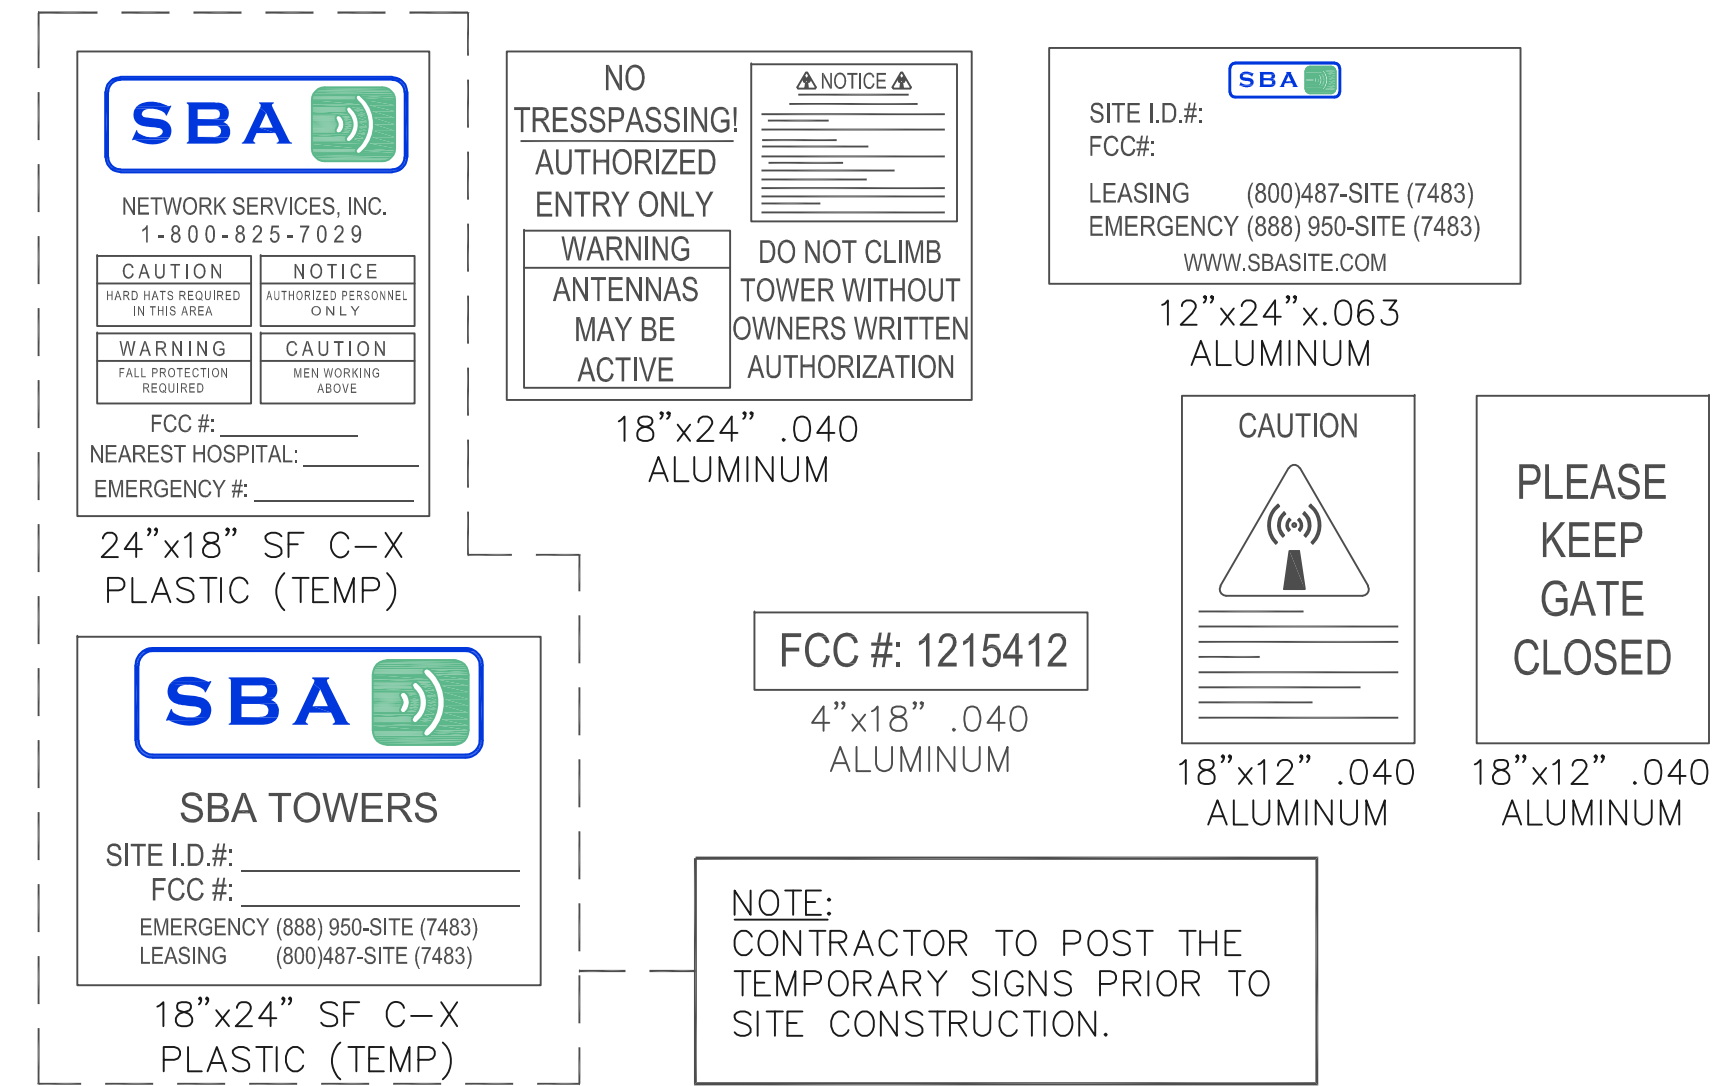 SBA
NETWORK SERVICES, INC.
1-800-825-7029
CAUTION
HARD HATS REQUIRED
IN THIS AREA
NOTICE
AUTHORIZED PERSONNEL
ONLY
WARNING
FALL PROTECTION
REQUIRED
CAUTION
MEN WORKING
ABOVE
FCC #:
NEAREST HOSPITAL:
EMERGENCY #:
24"x18" SF C-X
PLASTIC (TEMP)
SBA
SBA TOWERS
SITE I.D.#:
FCC #:
EMERGENCY (888) 950-SITE (7483)
LEASING (800)487-SITE (7483)
18"x24" SF C-X
PLASTIC (TEMP)
NO
TRESSPASSING!
AUTHORIZED
ENTRY ONLY
WARNING
ANTENNAS
MAY BE
ACTIVE
NOTICE
DO NOT CLIMB
TOWER WITHOUT
OWNERS WRITTEN
AUTHORIZATION
18"x24" .040
ALUMINUM
SBA
SITE I.D.#:
FCC#:
LEASING (800)487-SITE (7483)
EMERGENCY (888) 950-SITE (7483)
WWW.SBASITE.COM
12"x24"x.063
ALUMINUM
FCC #: 1215412
4"x18" .040
ALUMINUM
CAUTION
18"x12" .040
ALUMINUM
PLEASE
KEEP
GATE
CLOSED
18"x12" .040
ALUMINUM
NOTE:
CONTRACTOR TO POST THE
TEMPORARY SIGNS PRIOR TO
SITE CONSTRUCTION.